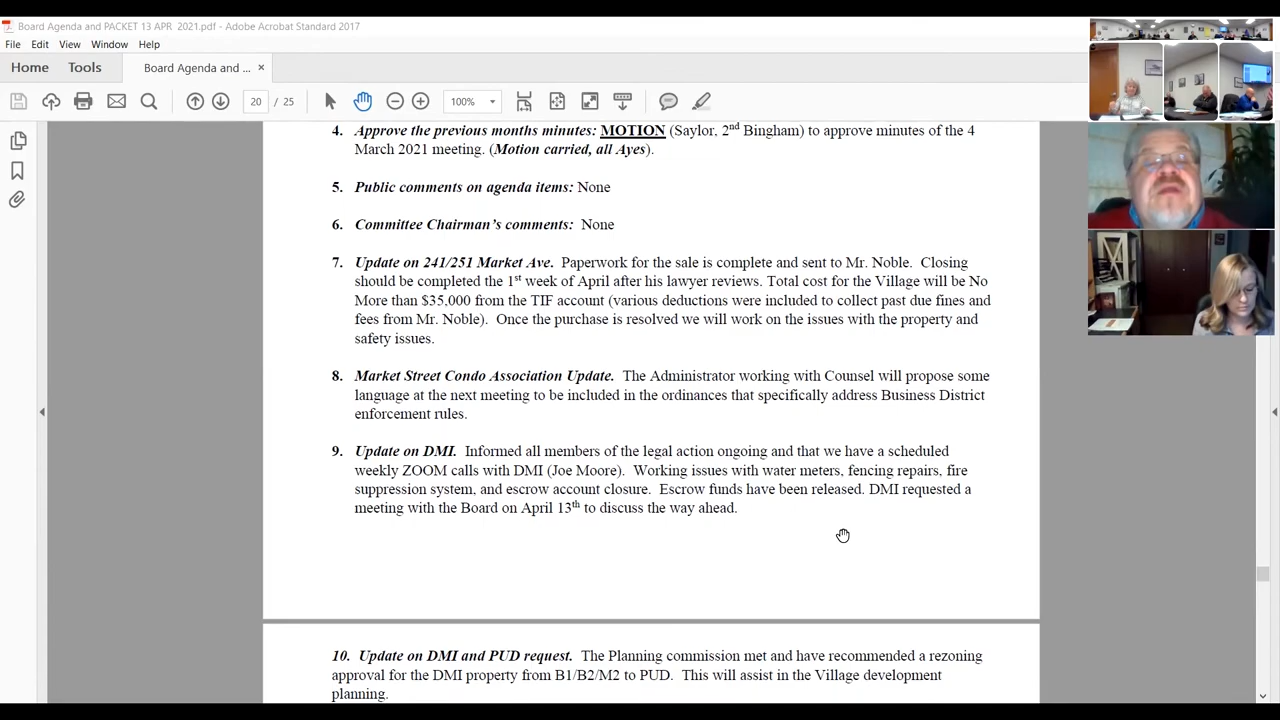 Board Agenda and PACKET 13 APR 2021.pdf - Adobe Acrobat Standard 2017
File Edit View Window Help
Home Tools Board Agenda and ... ×
20 / 25 100%
4. Approve the previous months minutes: MOTION (Saylor, 2nd Bingham) to approve minutes of the 4
March 2021 meeting. (Motion carried, all Ayes).
5. Public comments on agenda items: None
6. Committee Chairman's comments: None
7. Update on 241/251 Market Ave. Paperwork for the sale is complete and sent to Mr. Noble. Closing
should be completed the 1st week of April after his lawyer reviews. Total cost for the Village will be No
More than $35,000 from the TIF account (various deductions were included to collect past due fines and
fees from Mr. Noble). Once the purchase is resolved we will work on the issues with the property and
safety issues.
8. Market Street Condo Association Update. The Administrator working with Counsel will propose some
language at the next meeting to be included in the ordinances that specifically address Business District
enforcement rules.
9. Update on DMI. Informed all members of the legal action ongoing and that we have a scheduled
weekly ZOOM calls with DMI (Joe Moore). Working issues with water meters, fencing repairs, fire
suppression system, and escrow account closure. Escrow funds have been released. DMI requested a
meeting with the Board on April 13th to discuss the way ahead.
10. Update on DMI and PUD request. The Planning commission met and have recommended a rezoning
approval for the DMI property from B1/B2/M2 to PUD. This will assist in the Village development
planning.